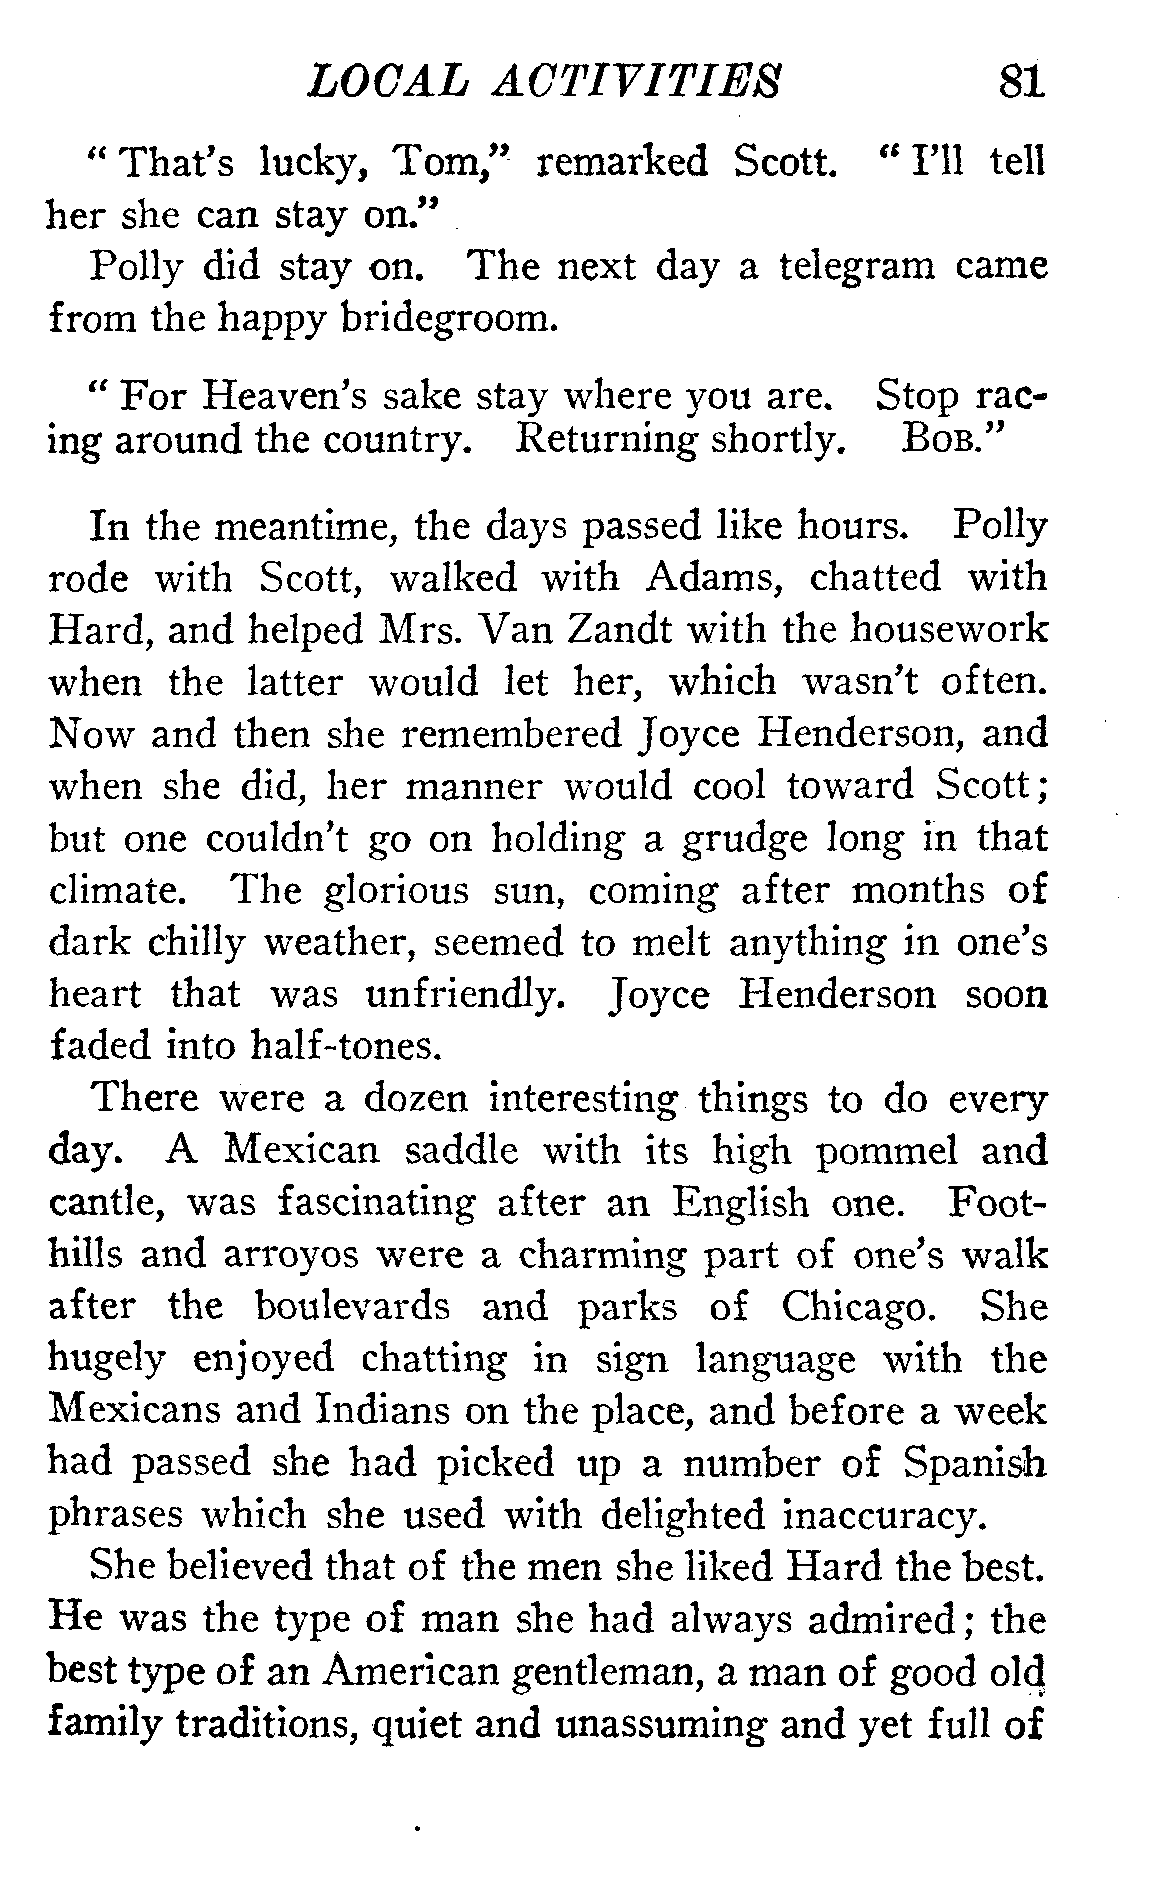 LOCAL ACTIVITIES 81
" That's lucky, Tom," remarked Scott. " I'll tell
her she can stay on."
Polly did stay on. The next day a telegram came
from the happy bridegroom.
" For Heaven's sake stay where you are. Stop rac-
ing around the country. Returning shortly. BOB."
In the meantime, the days passed like hours. Polly
rode with Scott, walked with Adams, chatted with
Hard, and helped Mrs. Van Zandt with the housework
when the latter would let her, which wasn't often.
Now and then she remembered Joyce Henderson, and
when she did, her manner would cool toward Scott;
but one couldn't go on holding a grudge long in that
climate. The glorious sun, coming after months of
dark chilly weather, seemed to melt anything in one's
heart that was unfriendly. Joyce Henderson soon
faded into half-tones.
There were a dozen interesting things to do every
day. A Mexican saddle with its high pommel and
cantle, was fascinating after an English one. Foot-
hills and arroyos were a charming part of one's walk
after the boulevards and parks of Chicago. She
hugely enjoyed chatting in sign language with the
Mexicans and Indians on the place, and before a week
had passed she had picked up a number of Spanish
phrases which she used with delighted inaccuracy.
She believed that of the men she liked Hard the best.
He was the type of man she had always admired; the
best type of an American gentleman, a man of good old
family traditions, quiet and unassuming and yet full of